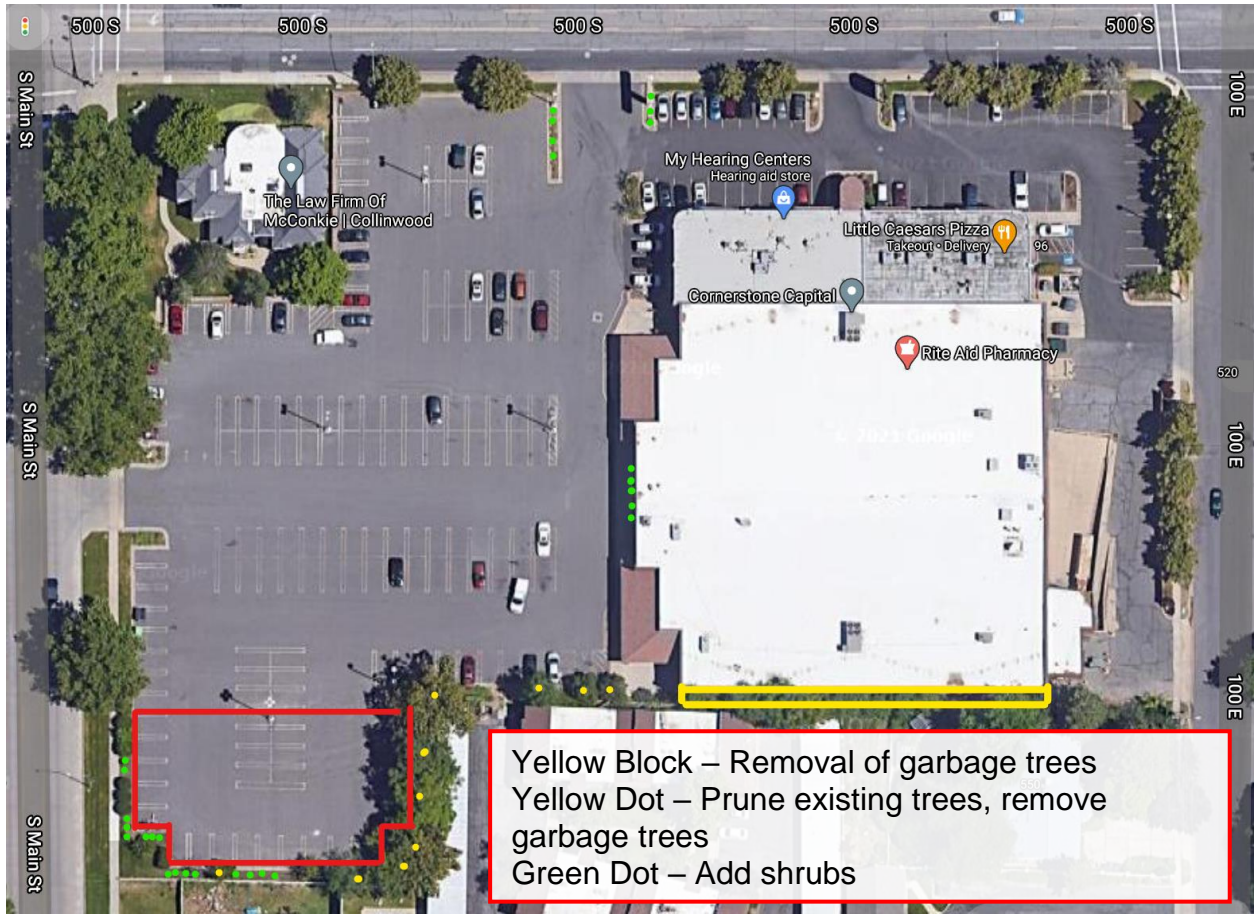 500 S
500 S
500 S
500 S
500 S
S Main St
100 E
My Hearing Centers
Hearing aid store
The Law Firm Of
McConkie | Collinwood
Little Caesars Pizza
Takeout • Delivery
96
Cornerstone Capital
Rite Aid Pharmacy
520
S Main St
100 E
© 2021 Google
100 E
S Main St
Yellow Block – Removal of garbage trees
Yellow Dot – Prune existing trees, remove
garbage trees
Green Dot – Add shrubs